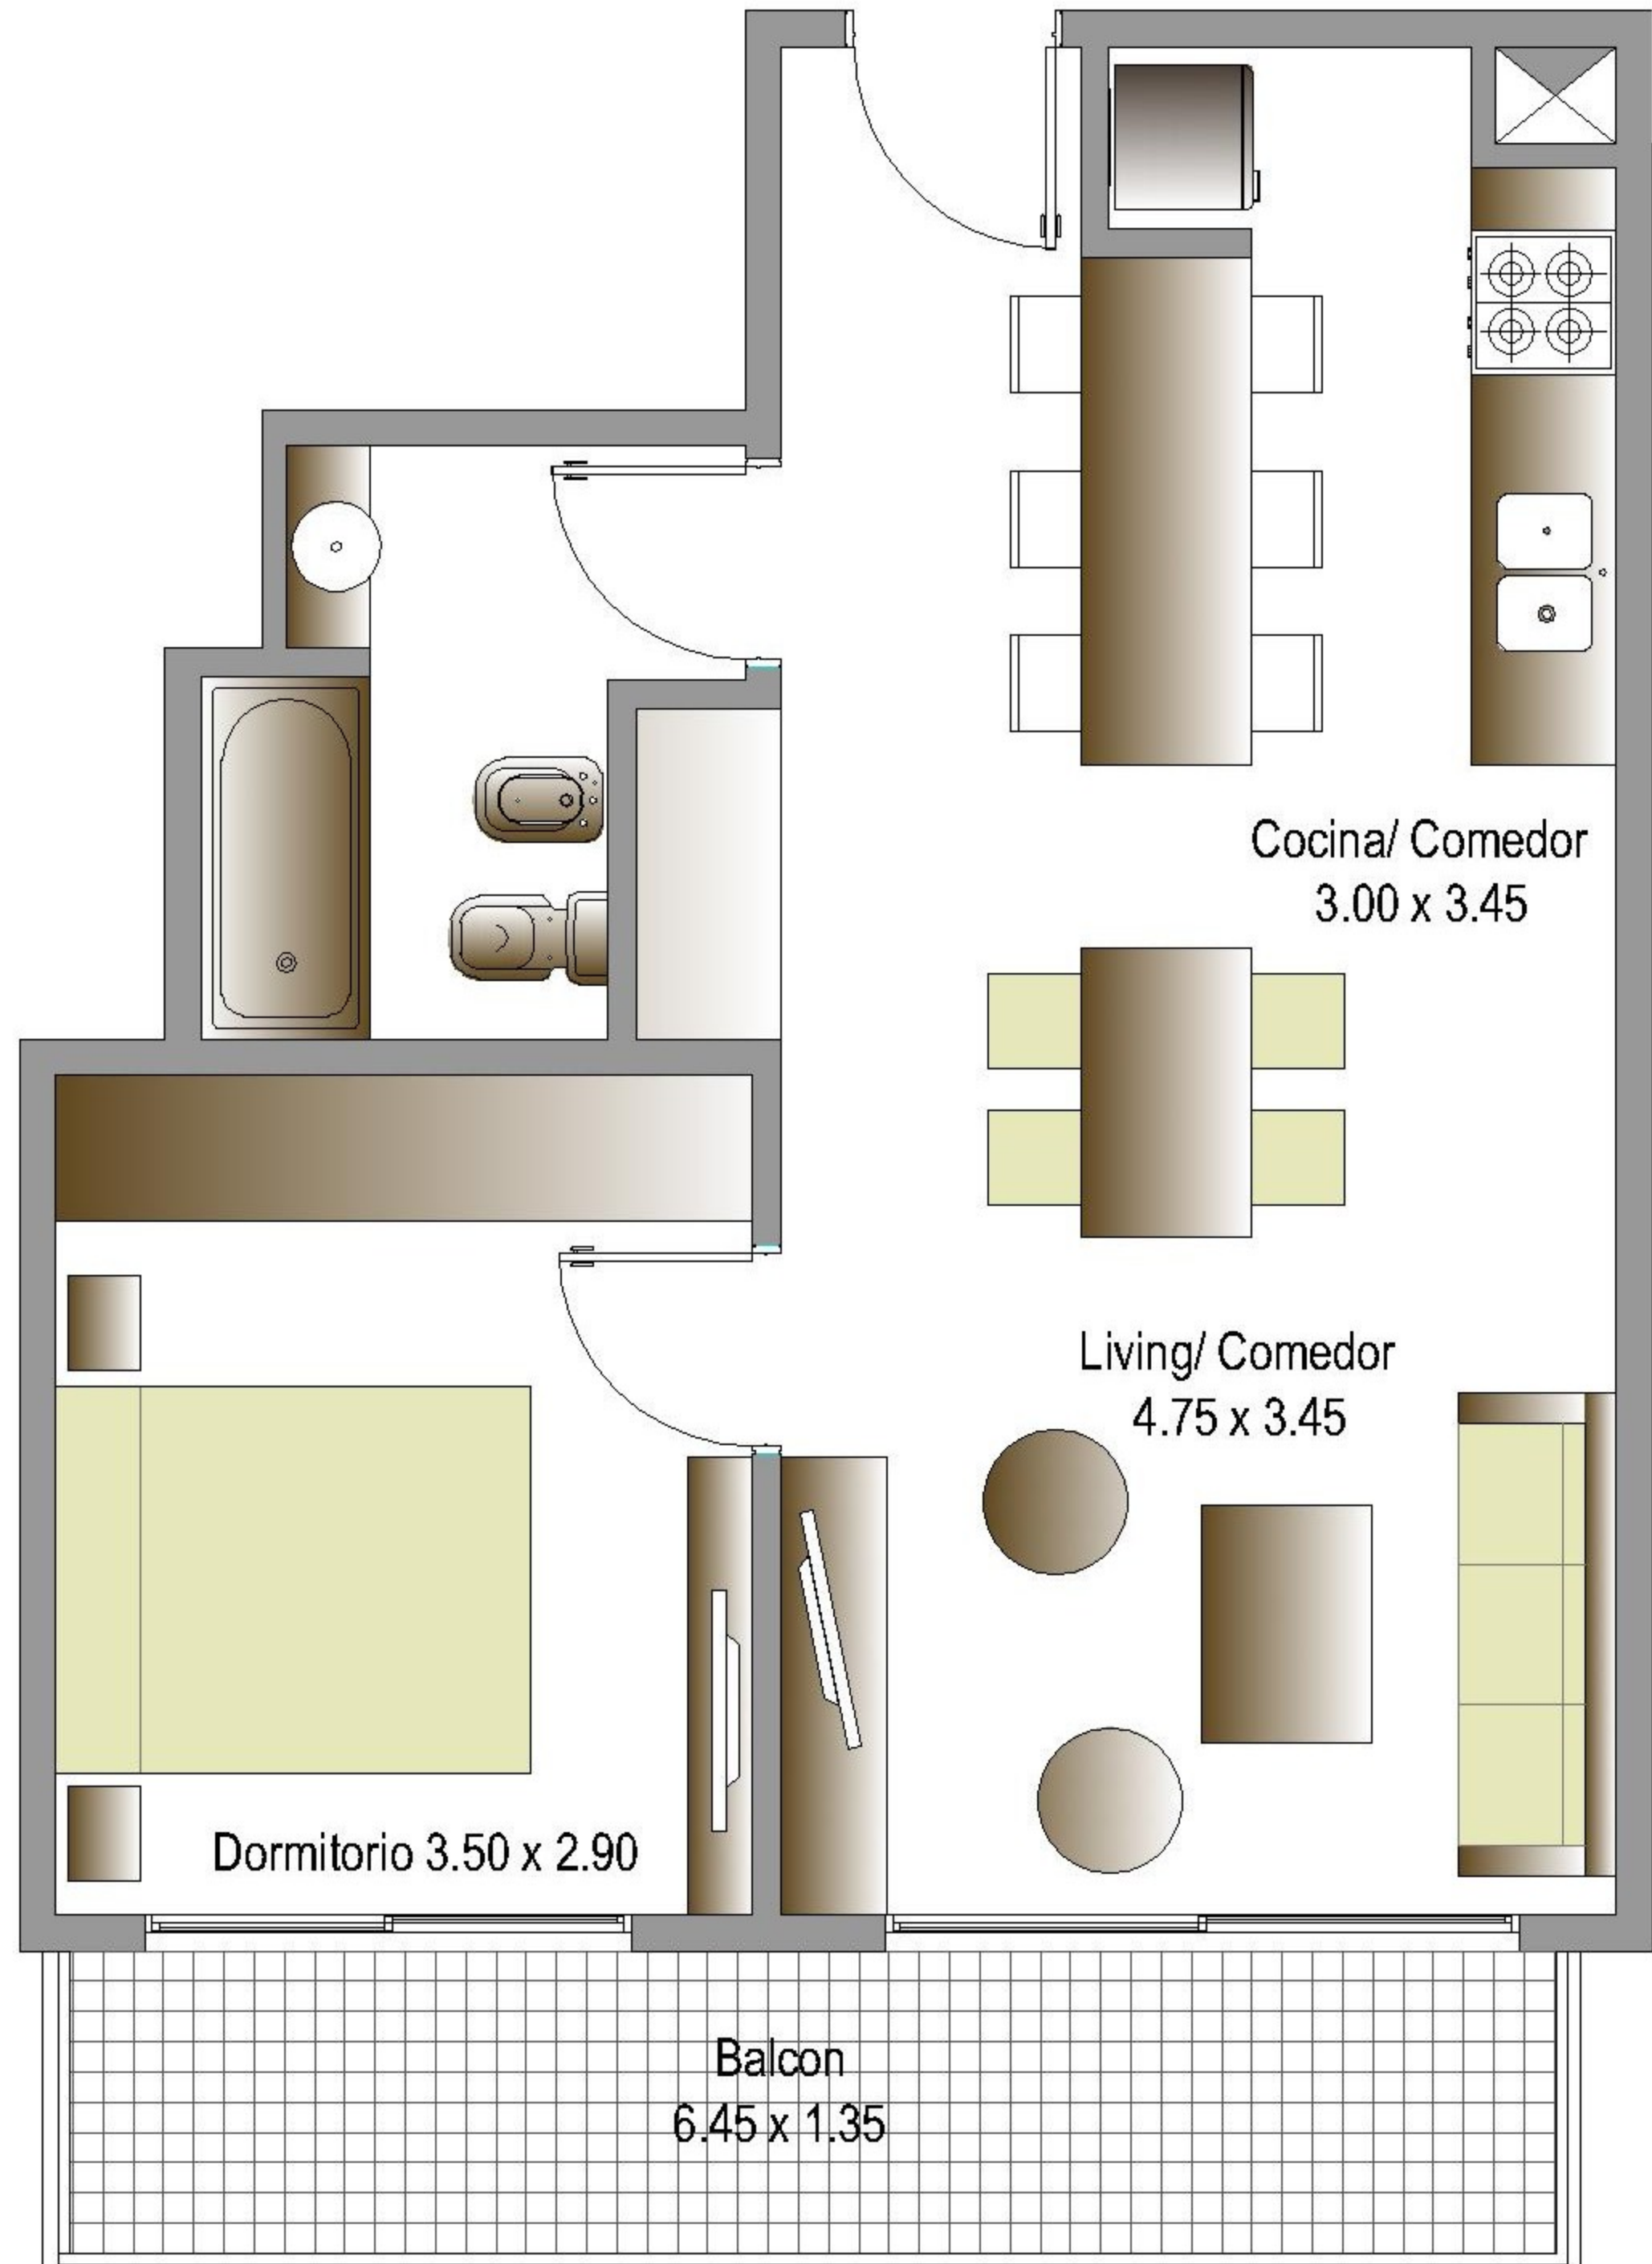 Cocina/ Comedor
3.00 x 3.45
Living/ Comedor
4.75 x 3.45
Dormitorio 3.50 x 2.90
Balcon
6.45 x 1.35